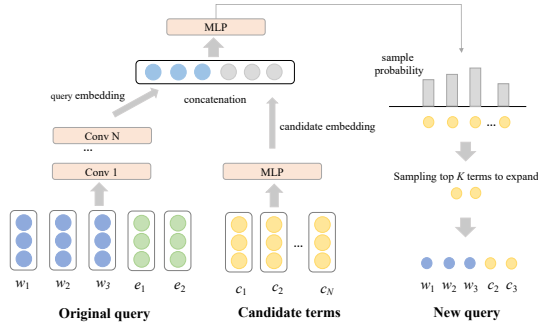 MLP
sample
probability
query embedding
concatenation
Conv N
...
candidate embedding
...
Conv 1
MLP
Sampling top K terms to expand
...
w1 w2 w3 e1 e2
c1 c2 cN
w1 w2 w3 c2 c3
Original query
Candidate terms
New query